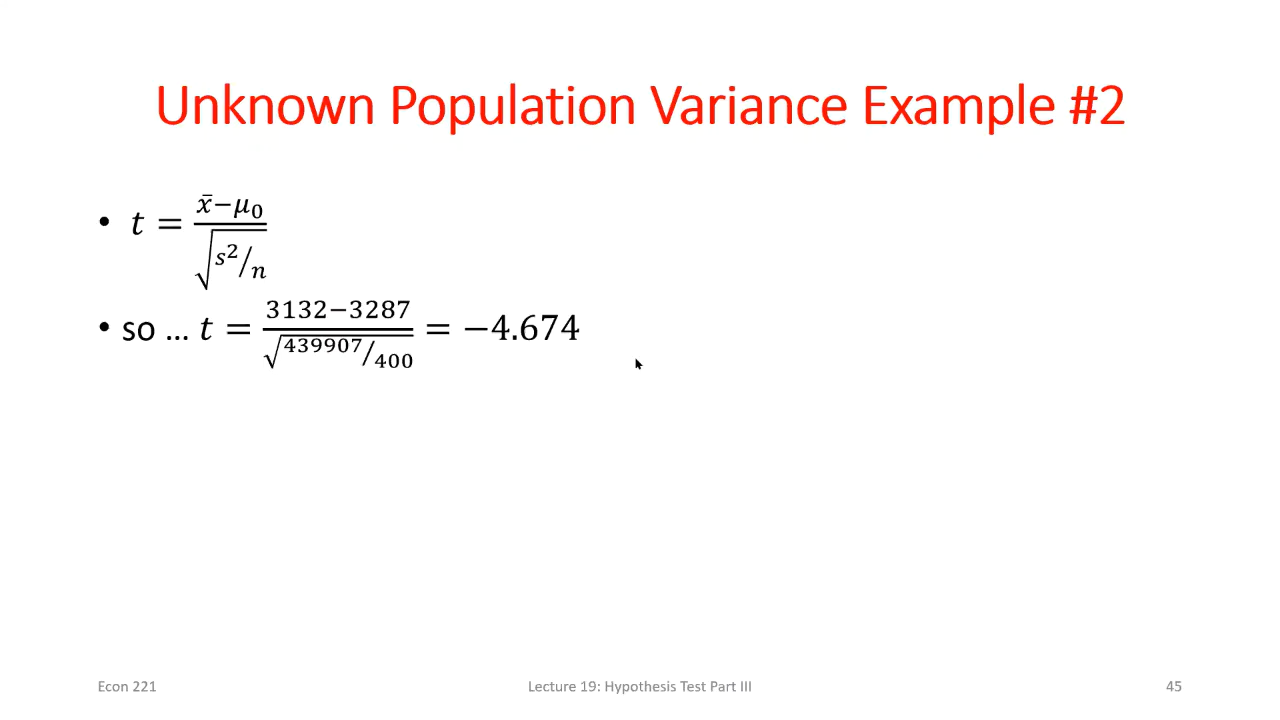 Unknown Population Variance Example #2
• t = (x̄−μ₀)/√(s²/n)
• so … t = (3132−3287)/√(439907/400) = −4.674
Econ 221
Lecture 19: Hypothesis Test Part III
45